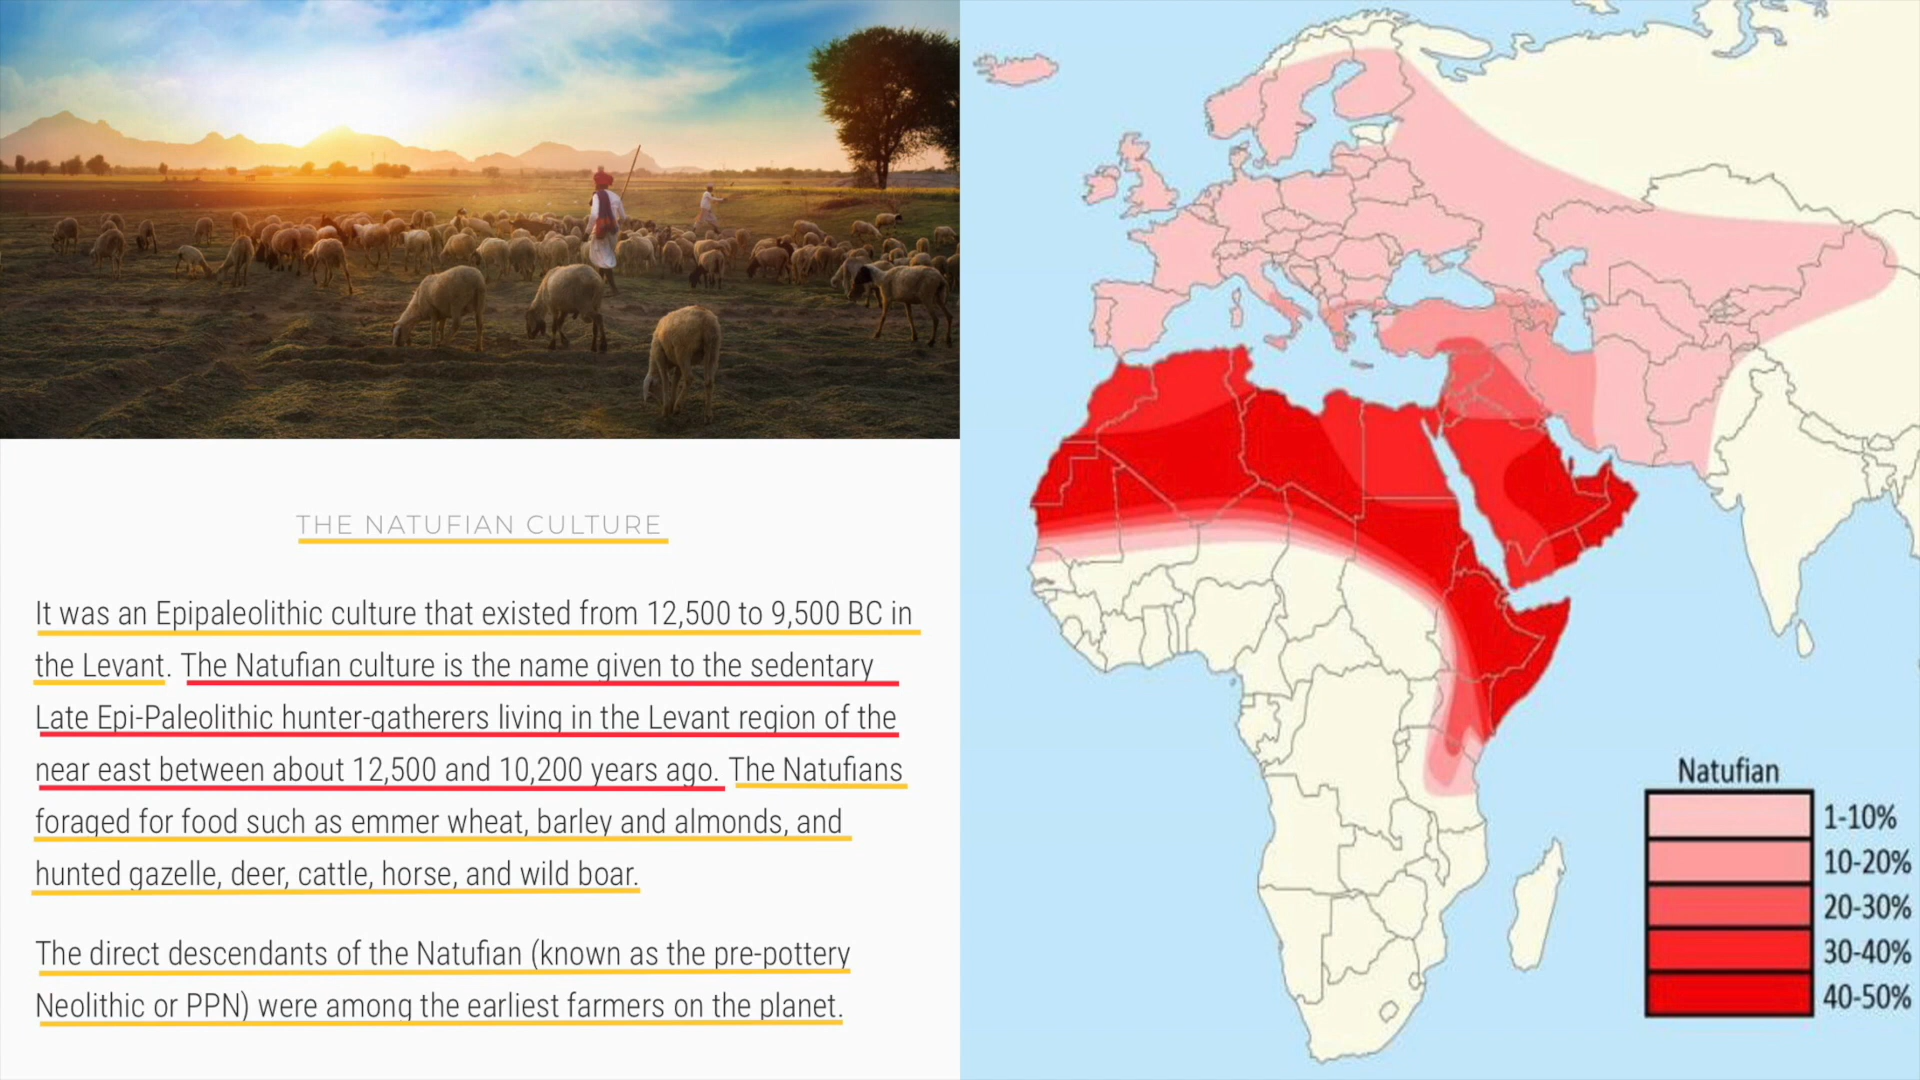 THE NATUFIAN CULTURE
It was an Epipaleolithic culture that existed from 12,500 to 9,500 BC in
the Levant. The Natufian culture is the name given to the sedentary
Late Epi-Paleolithic hunter-gatherers living in the Levant region of the
near east between about 12,500 and 10,200 years ago. The Natufians
foraged for food such as emmer wheat, barley and almonds, and
hunted gazelle, deer, cattle, horse, and wild boar.
The direct descendants of the Natufian (known as the pre-pottery
Neolithic or PPN) were among the earliest farmers on the planet.
Natufian
1-10%
10-20%
20-30%
30-40%
40-50%